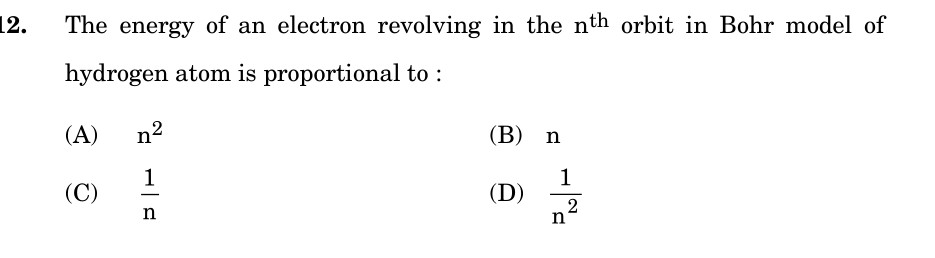 12. The energy of an electron revolving in the nth orbit in Bohr model of
hydrogen atom is proportional to :
(A) n² (B) n
(C) 1/n (D) 1/n²